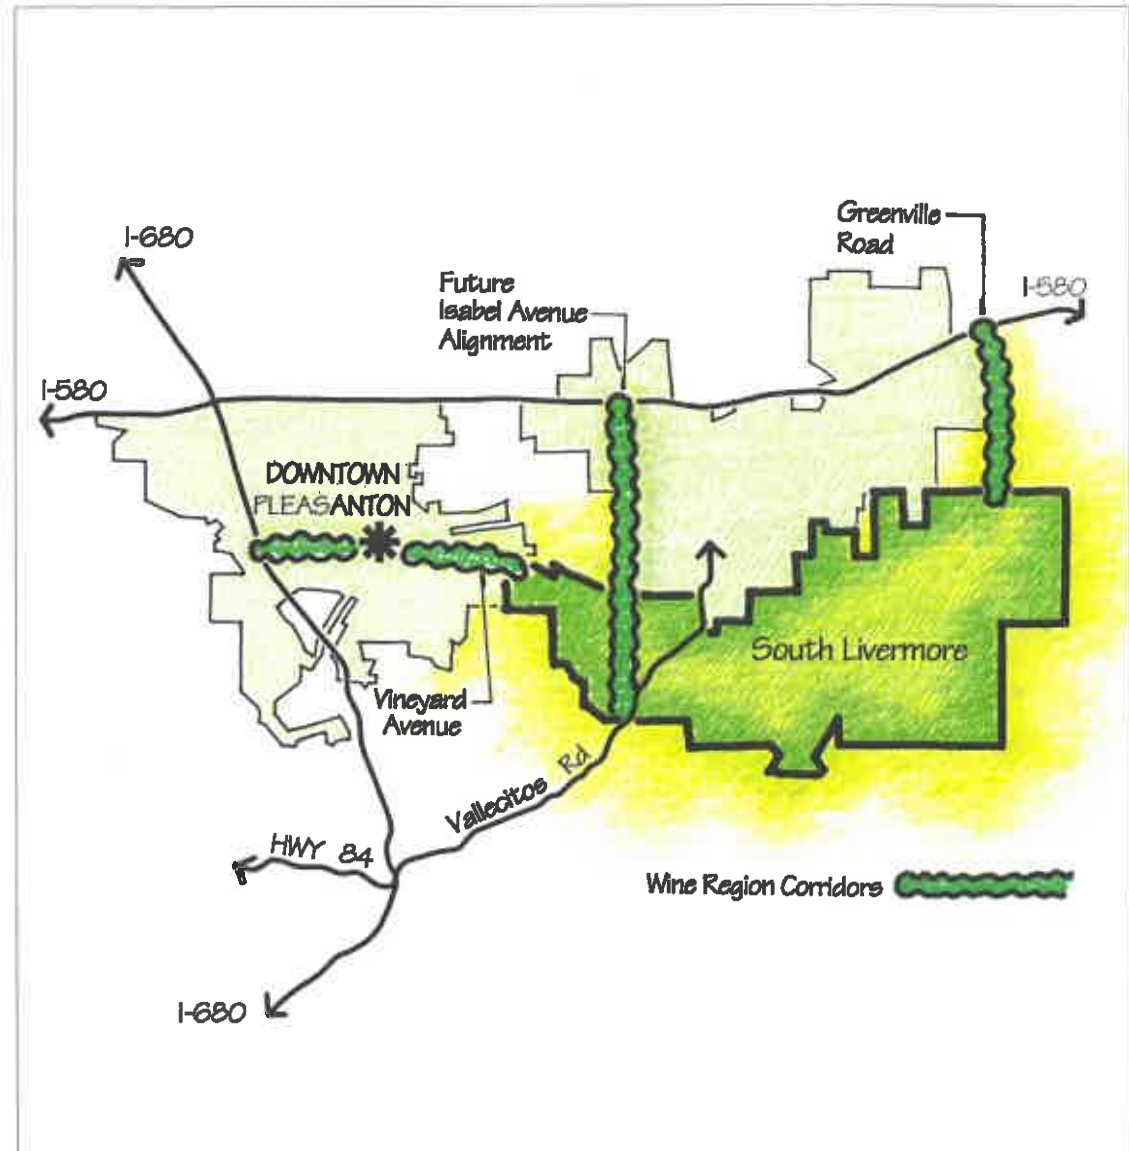 Greenville
Road
I-680
Future
Isabel Avenue
Alignment
I-580
I-580
DOWNTOWN
PLEASANTON
South Livermore
Vineyard
Avenue
Vallecitos Rd
HWY 84
Wine Region Corridors
I-680